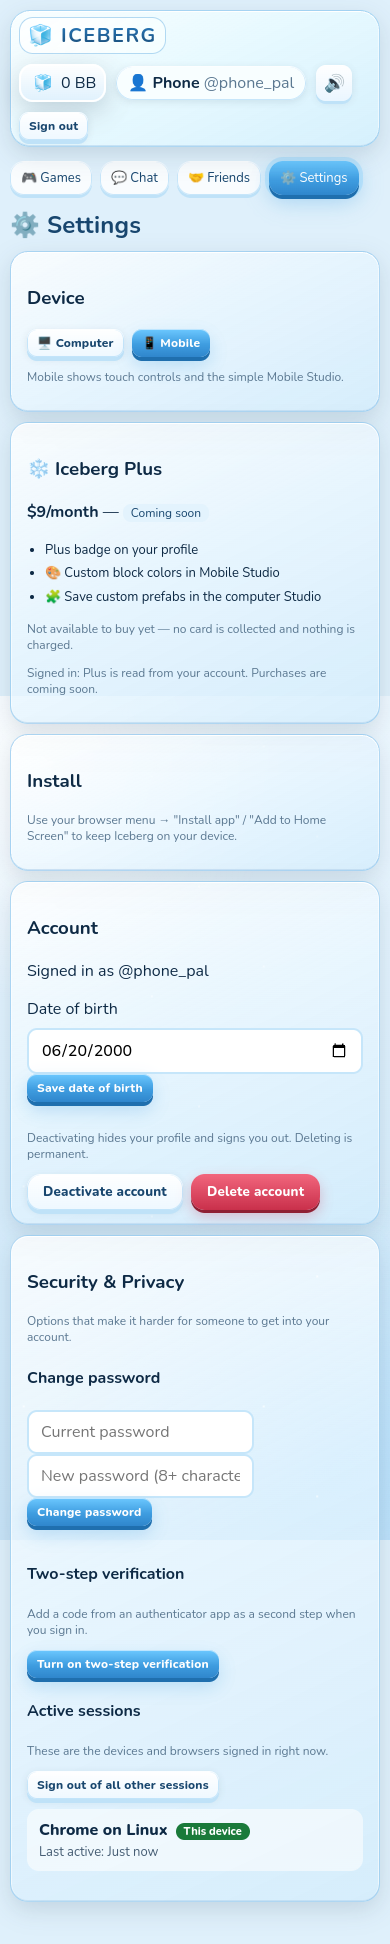 🧊 ICEBERG
🧊 0 BB 👤 Phone @phone_pal 🔊
Sign out
🎮 Games 💬 Chat 🤝 Friends ⚙️ Settings
⚙️ Settings
Device
🖥️ Computer 📱 Mobile
Mobile shows touch controls and the simple Mobile Studio.
❄️ Iceberg Plus
$9/month — Coming soon
• Plus badge on your profile
• 🎨 Custom block colors in Mobile Studio
• 🧩 Save custom prefabs in the computer Studio
Not available to buy yet — no card is collected and nothing is
charged.
Signed in: Plus is read from your account. Purchases are
coming soon.
Install
Use your browser menu → "Install app" / "Add to Home
Screen" to keep Iceberg on your device.
Account
Signed in as @phone_pal
Date of birth
06/20/2000
Save date of birth
Deactivating hides your profile and signs you out. Deleting is
permanent.
Deactivate account Delete account
Security & Privacy
Options that make it harder for someone to get into your
account.
Change password
Current password
New password (8+ characte
Change password
Two-step verification
Add a code from an authenticator app as a second step when
you sign in.
Turn on two-step verification
Active sessions
These are the devices and browsers signed in right now.
Sign out of all other sessions
Chrome on Linux This device
Last active: Just now